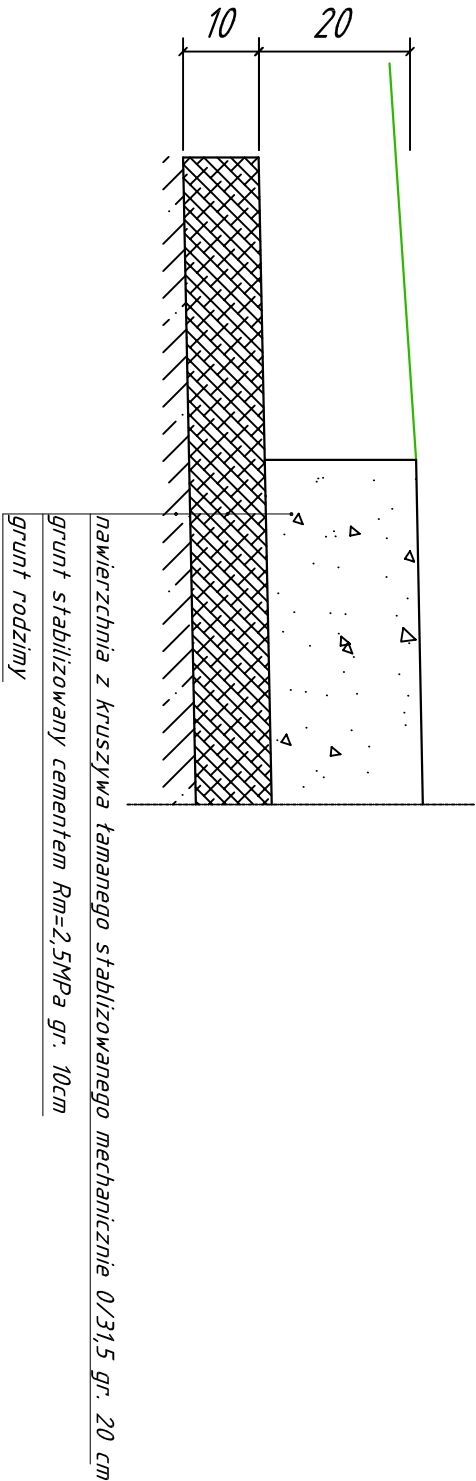 10
20
nawierzchnia z kruszywa łamanego stablizowanego mechanicznie 0/31,5 gr. 20 cm
grunt stabilizowany cementem Rm=2,5MPa gr. 10cm
grunt rodzimy